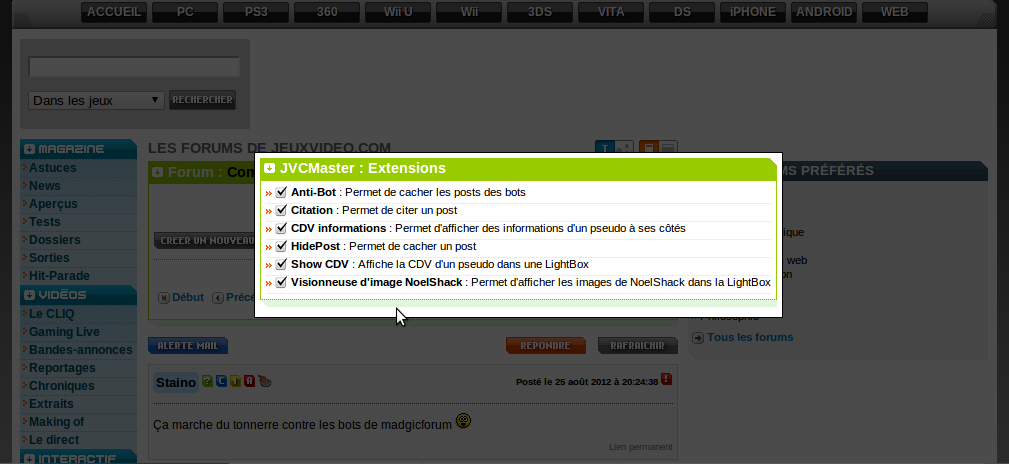 ACCUEIL PC PS3 360 Wii U Wii 3DS VITA DS iPHONE ANDROID WEB
Dans les jeux RECHERCHER
MAGAZINE
Astuces
News
Aperçus
Tests
Dossiers
Sorties
Hit-Parade
VIDÉOS
Le CLIQ
Gaming Live
Bandes-annonces
Reportages
Chroniques
Extraits
Making of
Le direct
INTERACTIF
LES FORUMS DE JEUXVIDEO.COM
Forum : Com
CREER UN NOUVEAU
Début Précé
JVCMaster : Extensions
Anti-Bot : Permet de cacher les posts des bots
Citation : Permet de citer un post
CDV informations : Permet d'afficher des informations d'un pseudo à ses côtés
HidePost : Permet de cacher un post
Show CDV : Affiche la CDV d'un pseudo dans une LightBox
Visionneuse d'image NoelShack : Permet d'afficher les images de NoelShack dans la LightBox
MS PRÉFÉRÉS
ique
web
on
Philosophie
Tous les forums
ALERTE MAIL REPONDRE RAFRAICHIR
Staino ? C T A Posté le 25 août 2012 à 20:24:38 !
Ça marche du tonnerre contre les bots de madgicforum
Lien permanent